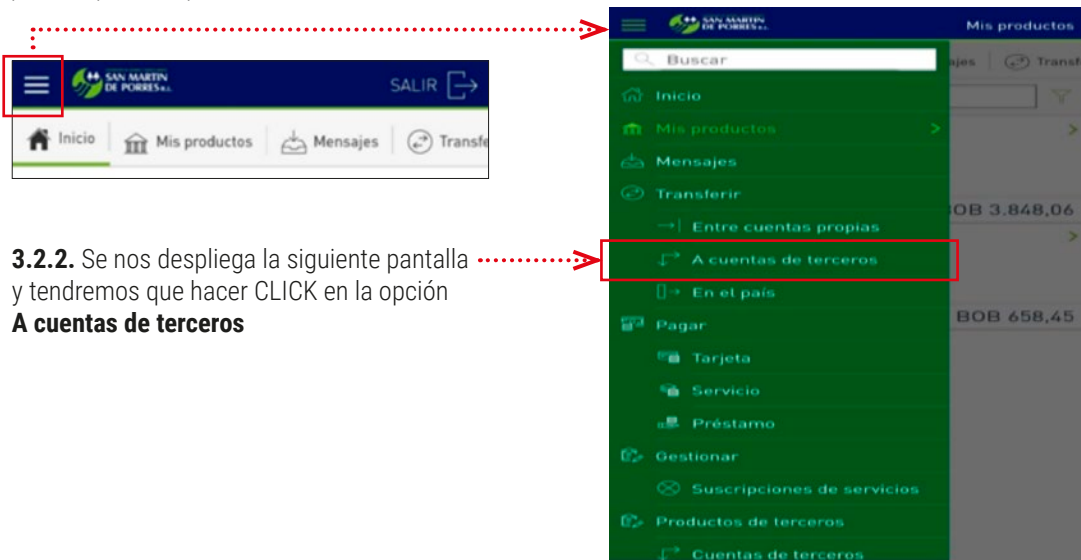 SAN MARTIN
DE PORRES R.L.
SALIR
Inicio
Mis productos
Mensajes
Transfe
3.2.2. Se nos despliega la siguiente pantalla
y tendremos que hacer CLICK en la opción
A cuentas de terceros
SAN MARTIN
DE PORRES R.L.
Mis productos
Buscar
ajes
Transf
Inicio
Mis productos
Mensajes
Transferir
OB 3.848,06
Entre cuentas propias
A cuentas de terceros
En el país
Pagar
BOB 658,45
Tarjeta
Servicio
Préstamo
Gestionar
Suscripciones de servicios
Productos de terceros
Cuentas de terceros